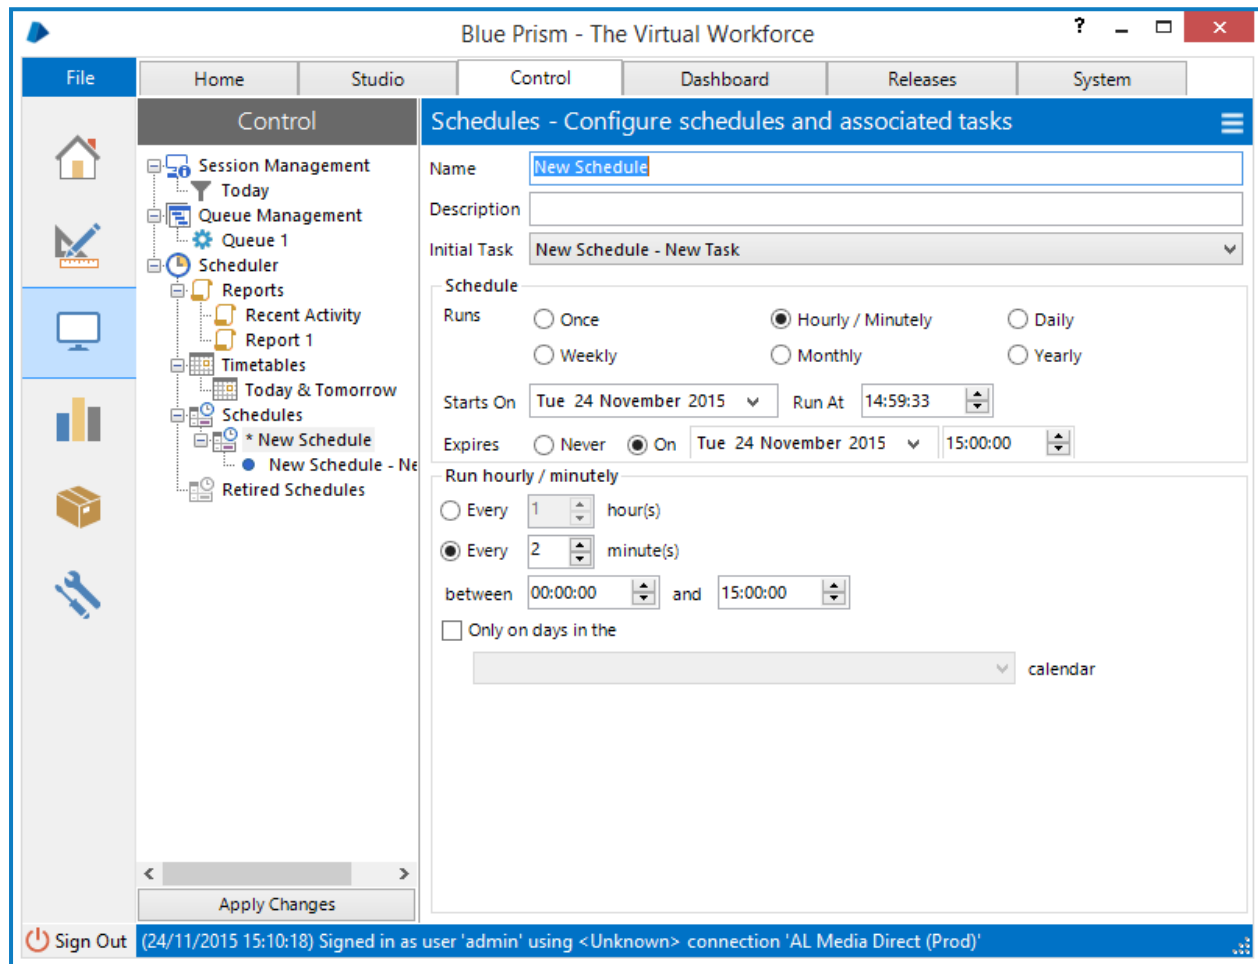 Blue Prism - The Virtual Workforce ?
File Home Studio Control Dashboard Releases System
Control
Schedules - Configure schedules and associated tasks
Session Management
Today
Queue Management
Queue 1
Scheduler
Reports
Recent Activity
Report 1
Timetables
Today & Tomorrow
Schedules
* New Schedule
New Schedule - Ne
Retired Schedules
Apply Changes
Name New Schedule
Description
Initial Task New Schedule - New Task
Schedule
Runs Once Hourly / Minutely Daily
Weekly Monthly Yearly
Starts On Tue 24 November 2015 Run At 14:59:33
Expires Never On Tue 24 November 2015 15:00:00
Run hourly / minutely
Every 1 hour(s)
Every 2 minute(s)
between 00:00:00 and 15:00:00
Only on days in the
calendar
Sign Out (24/11/2015 15:10:18) Signed in as user 'admin' using <Unknown> connection 'AL Media Direct (Prod)'